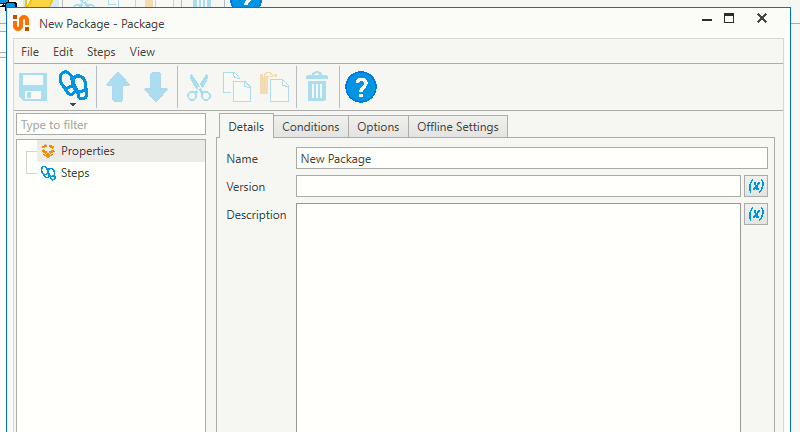 New Package - Package
File Edit Steps View
?
Type to filter
Properties
Steps
Details Conditions Options Offline Settings
Name New Package
Version (x)
Description (x)